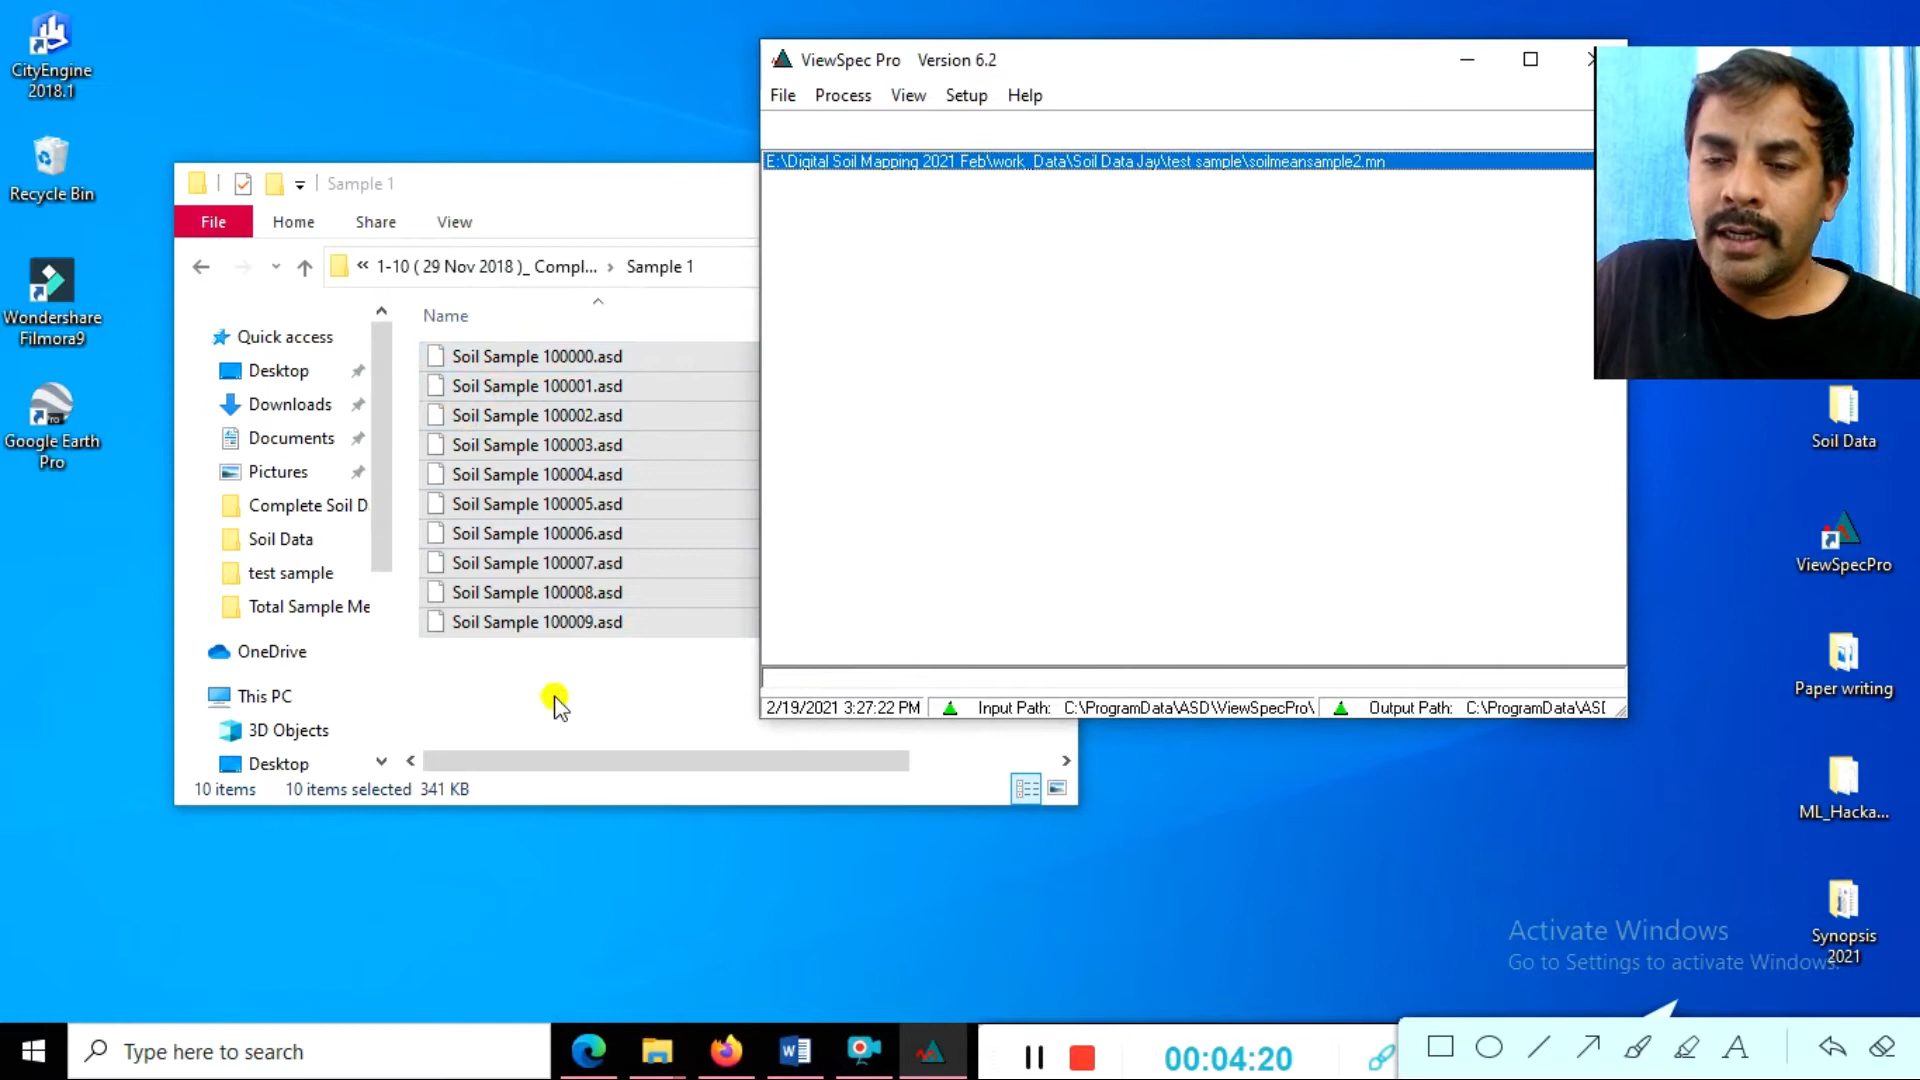 CityEngine
2018.1
Recycle Bin
Wondershare
Filmora9
Google Earth
Pro
Sample 1
File
Home
Share
View
« 1-10 ( 29 Nov 2018 )_ Compl... › Sample 1
Name
Quick access
Desktop
Downloads
Documents
Pictures
Complete Soil D
Soil Data
test sample
Total Sample Me
OneDrive
This PC
3D Objects
Desktop
Soil Sample 100000.asd
Soil Sample 100001.asd
Soil Sample 100002.asd
Soil Sample 100003.asd
Soil Sample 100004.asd
Soil Sample 100005.asd
Soil Sample 100006.asd
Soil Sample 100007.asd
Soil Sample 100008.asd
Soil Sample 100009.asd
10 items 10 items selected 341 KB
ViewSpec Pro Version 6.2
File Process View Setup Help
E:\Digital Soil Mapping 2021 Feb\work_Data\Soil Data Jay\test sample\soilmeansample2.mn
2/19/2021 3:27:22 PM Input Path: C:\ProgramData\ASD\ViewSpecPro\ Output Path: C:\ProgramData\ASD
Soil Data
ViewSpecPro
Paper writing
ML_Hacka...
Synopsis
2021
Activate Windows
Go to Settings to activate Windows.
Type here to search
00:04:20